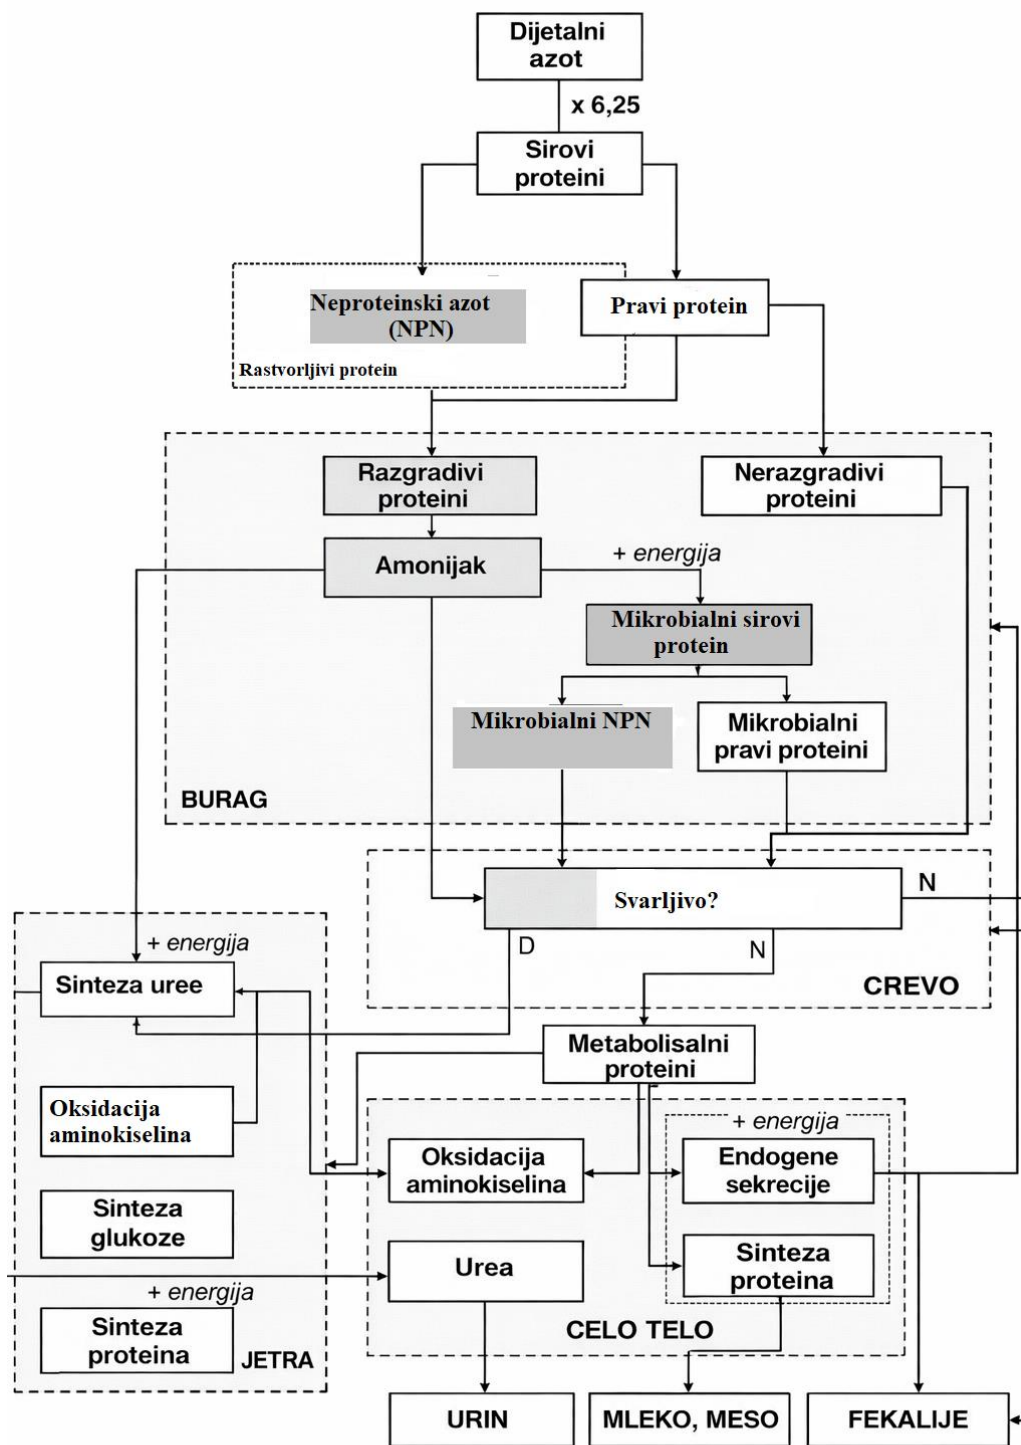 Dijetalni
azot
x 6,25
Sirovi
proteini
Neproteinski azot
(NPN)
Rastvorljivi protein
Pravi protein
Razgradivi
proteini
Nerazgradivi
proteini
Amonijak
+ energija
Mikrobialni sirovi
protein
Mikrobialni NPN
Mikrobialni
pravi proteini
BURAG
Svarljivo?
N
D
N
CREVO
+ energija
Sinteza uree
Metabolisalni
proteini
Oksidacija
aminokiselina
+ energija
Oksidacija
aminokiselina
Endogene
sekrecije
Sinteza
glukoze
Urea
Sinteza
proteina
+ energija
Sinteza
proteina
JETRA
CELO TELO
URIN
MLEKO, MESO
FEKALIJE